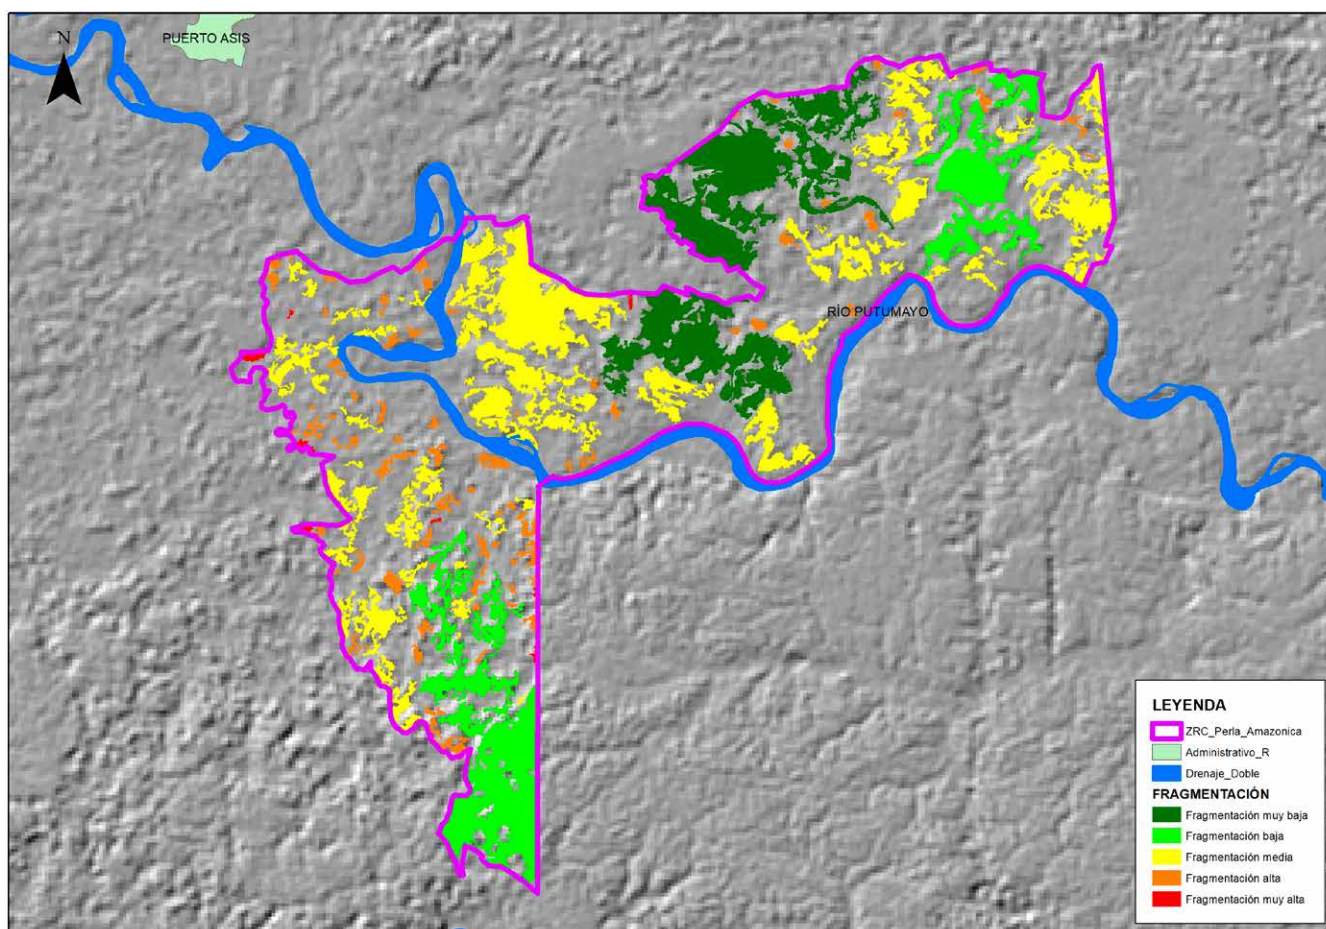 PUERTO ASIS
N
RÍO PUTUMAYO
LEYENDA
ZRC_Perla_Amazonica
Administrativo_R
Drenaje_Doble
FRAGMENTACIÓN
Fragmentación muy baja
Fragmentación baja
Fragmentación media
Fragmentación alta
Fragmentación muy alta